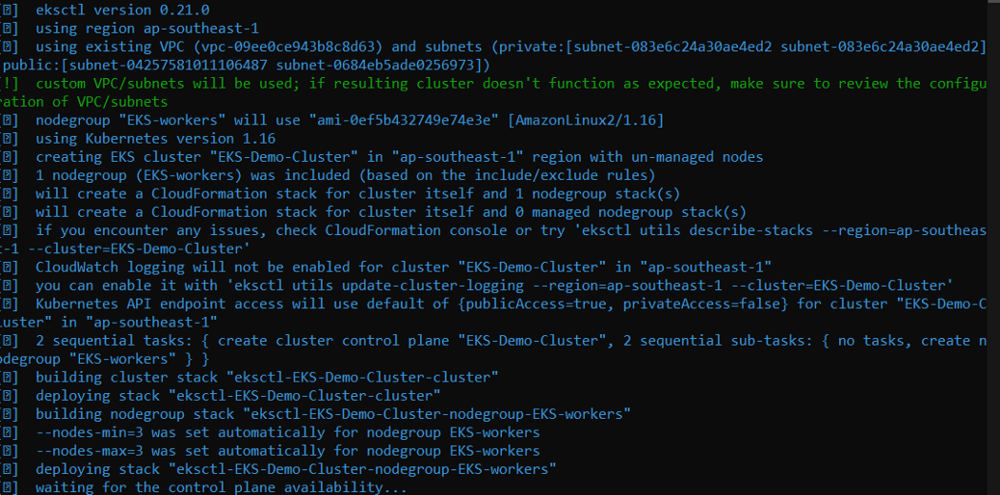 [⍰]  eksctl version 0.21.0
[⍰]  using region ap-southeast-1
[⍰]  using existing VPC (vpc-09ee0ce943b8c8d63) and subnets (private:[subnet-083e6c24a30ae4ed2 subnet-083e6c24a30ae4ed2]
public:[subnet-04257581011106487 subnet-0684eb5ade0256973])
[!]  custom VPC/subnets will be used; if resulting cluster doesn't function as expected, make sure to review the configu
ration of VPC/subnets
[⍰]  nodegroup "EKS-workers" will use "ami-0ef5b432749e74e3e" [AmazonLinux2/1.16]
[⍰]  using Kubernetes version 1.16
[⍰]  creating EKS cluster "EKS-Demo-Cluster" in "ap-southeast-1" region with un-managed nodes
[⍰]  1 nodegroup (EKS-workers) was included (based on the include/exclude rules)
[⍰]  will create a CloudFormation stack for cluster itself and 1 nodegroup stack(s)
[⍰]  will create a CloudFormation stack for cluster itself and 0 managed nodegroup stack(s)
[⍰]  if you encounter any issues, check CloudFormation console or try 'eksctl utils describe-stacks --region=ap-southeas
t-1 --cluster=EKS-Demo-Cluster'
[⍰]  CloudWatch logging will not be enabled for cluster "EKS-Demo-Cluster" in "ap-southeast-1"
[⍰]  you can enable it with 'eksctl utils update-cluster-logging --region=ap-southeast-1 --cluster=EKS-Demo-Cluster'
[⍰]  Kubernetes API endpoint access will use default of {publicAccess=true, privateAccess=false} for cluster "EKS-Demo-C
luster" in "ap-southeast-1"
[⍰]  2 sequential tasks: { create cluster control plane "EKS-Demo-Cluster", 2 sequential sub-tasks: { no tasks, create n
odegroup "EKS-workers" } }
[⍰]  building cluster stack "eksctl-EKS-Demo-Cluster-cluster"
[⍰]  deploying stack "eksctl-EKS-Demo-Cluster-cluster"
[⍰]  building nodegroup stack "eksctl-EKS-Demo-Cluster-nodegroup-EKS-workers"
[⍰]  --nodes-min=3 was set automatically for nodegroup EKS-workers
[⍰]  --nodes-max=3 was set automatically for nodegroup EKS-workers
[⍰]  deploying stack "eksctl-EKS-Demo-Cluster-nodegroup-EKS-workers"
[⍰]  waiting for the control plane availability...